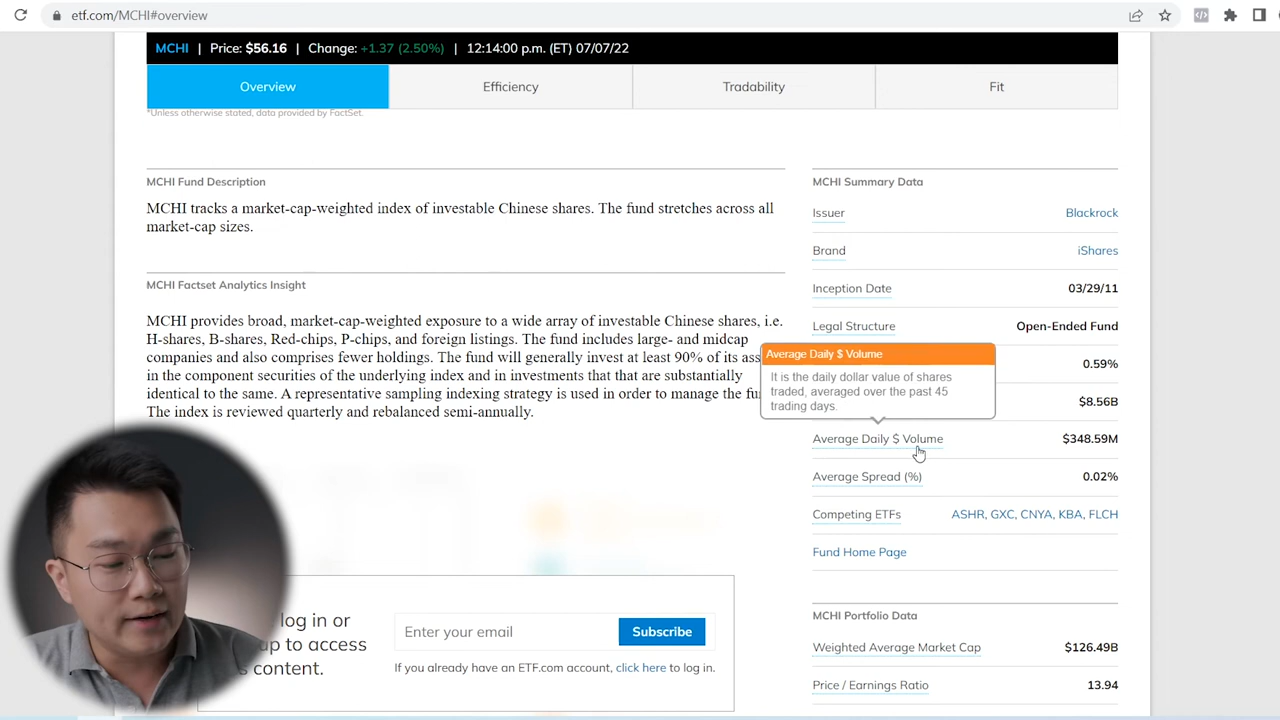 etf.com/MCHI#overview
MCHI | Price: $56.16 | Change: +1.37 (2.50%) | 12:14:00 p.m. (ET) 07/07/22
Overview
Efficiency
Tradability
Fit
*Unless otherwise stated, data provided by FactSet.
MCHI Fund Description
MCHI tracks a market-cap-weighted index of investable Chinese shares. The fund stretches across all
market-cap sizes.
MCHI Factset Analytics Insight
MCHI provides broad, market-cap-weighted exposure to a wide array of investable Chinese shares, i.e.
H-shares, B-shares, Red-chips, P-chips, and foreign listings. The fund includes large- and midcap
companies and also comprises fewer holdings. The fund will generally invest at least 90% of its
in the component securities of the underlying index and in investments that that are substantially
identical to the same. A representative sampling indexing strategy is used in order to manage the
The index is reviewed quarterly and rebalanced semi-annually.
log in or
up to access
content.
Enter your email
Subscribe
If you already have an ETF.com account, click here to log in.
MCHI Summary Data
Issuer Blackrock
Brand iShares
Inception Date 03/29/11
Legal Structure Open-Ended Fund
0.59%
$8.56B
Average Daily $ Volume
It is the daily dollar value of shares
traded, averaged over the past 45
trading days.
Average Daily $ Volume $348.59M
Average Spread (%) 0.02%
Competing ETFs ASHR, GXC, CNYA, KBA, FLCH
Fund Home Page
MCHI Portfolio Data
Weighted Average Market Cap $126.49B
Price / Earnings Ratio 13.94